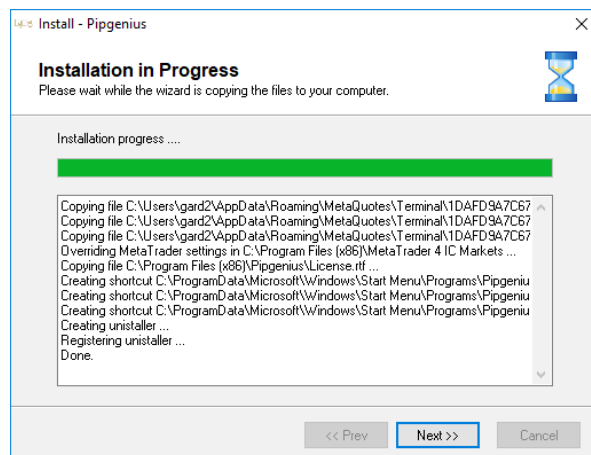 Install - Pipgenius
Installation in Progress
Please wait while the wizard is copying the files to your computer.
Installation progress ....
Copying file C:\Users\gard2\AppData\Roaming\MetaQuotes\Terminal\1DAFD9A7C67
Copying file C:\Users\gard2\AppData\Roaming\MetaQuotes\Terminal\1DAFD9A7C67
Copying file C:\Users\gard2\AppData\Roaming\MetaQuotes\Terminal\1DAFD9A7C67
Overriding MetaTrader settings in C:\Program Files (x86)\MetaTrader 4 IC Markets ...
Copying file C:\Program Files (x86)\Pipgenius\License.rtf ...
Creating shortcut C:\ProgramData\Microsoft\Windows\Start Menu\Programs\Pipgeniu
Creating shortcut C:\ProgramData\Microsoft\Windows\Start Menu\Programs\Pipgeniu
Creating shortcut C:\ProgramData\Microsoft\Windows\Start Menu\Programs\Pipgeniu
Creating unistaller ...
Registering unistaller ...
Done.
<< Prev
Next >>
Cancel